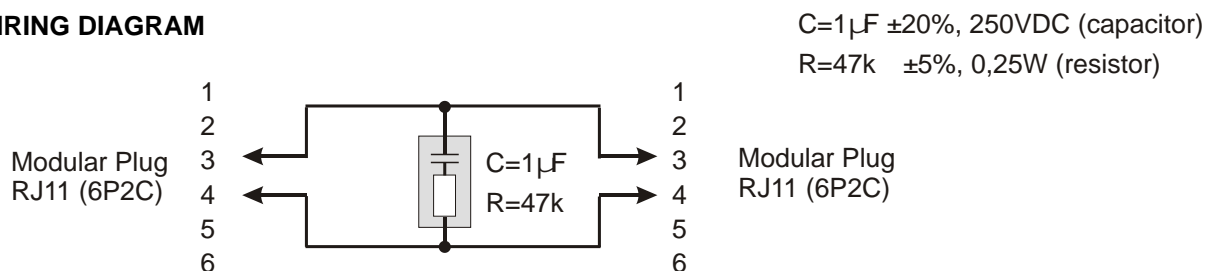 IRING DIAGRAM
C=1µF ±20%, 250VDC (capacitor)
R=47k ±5%, 0,25W (resistor)
1
2
3
4
5
6
Modular Plug
RJ11 (6P2C)
C=1µF
R=47k
1
2
3
4
5
6
Modular Plug
RJ11 (6P2C)